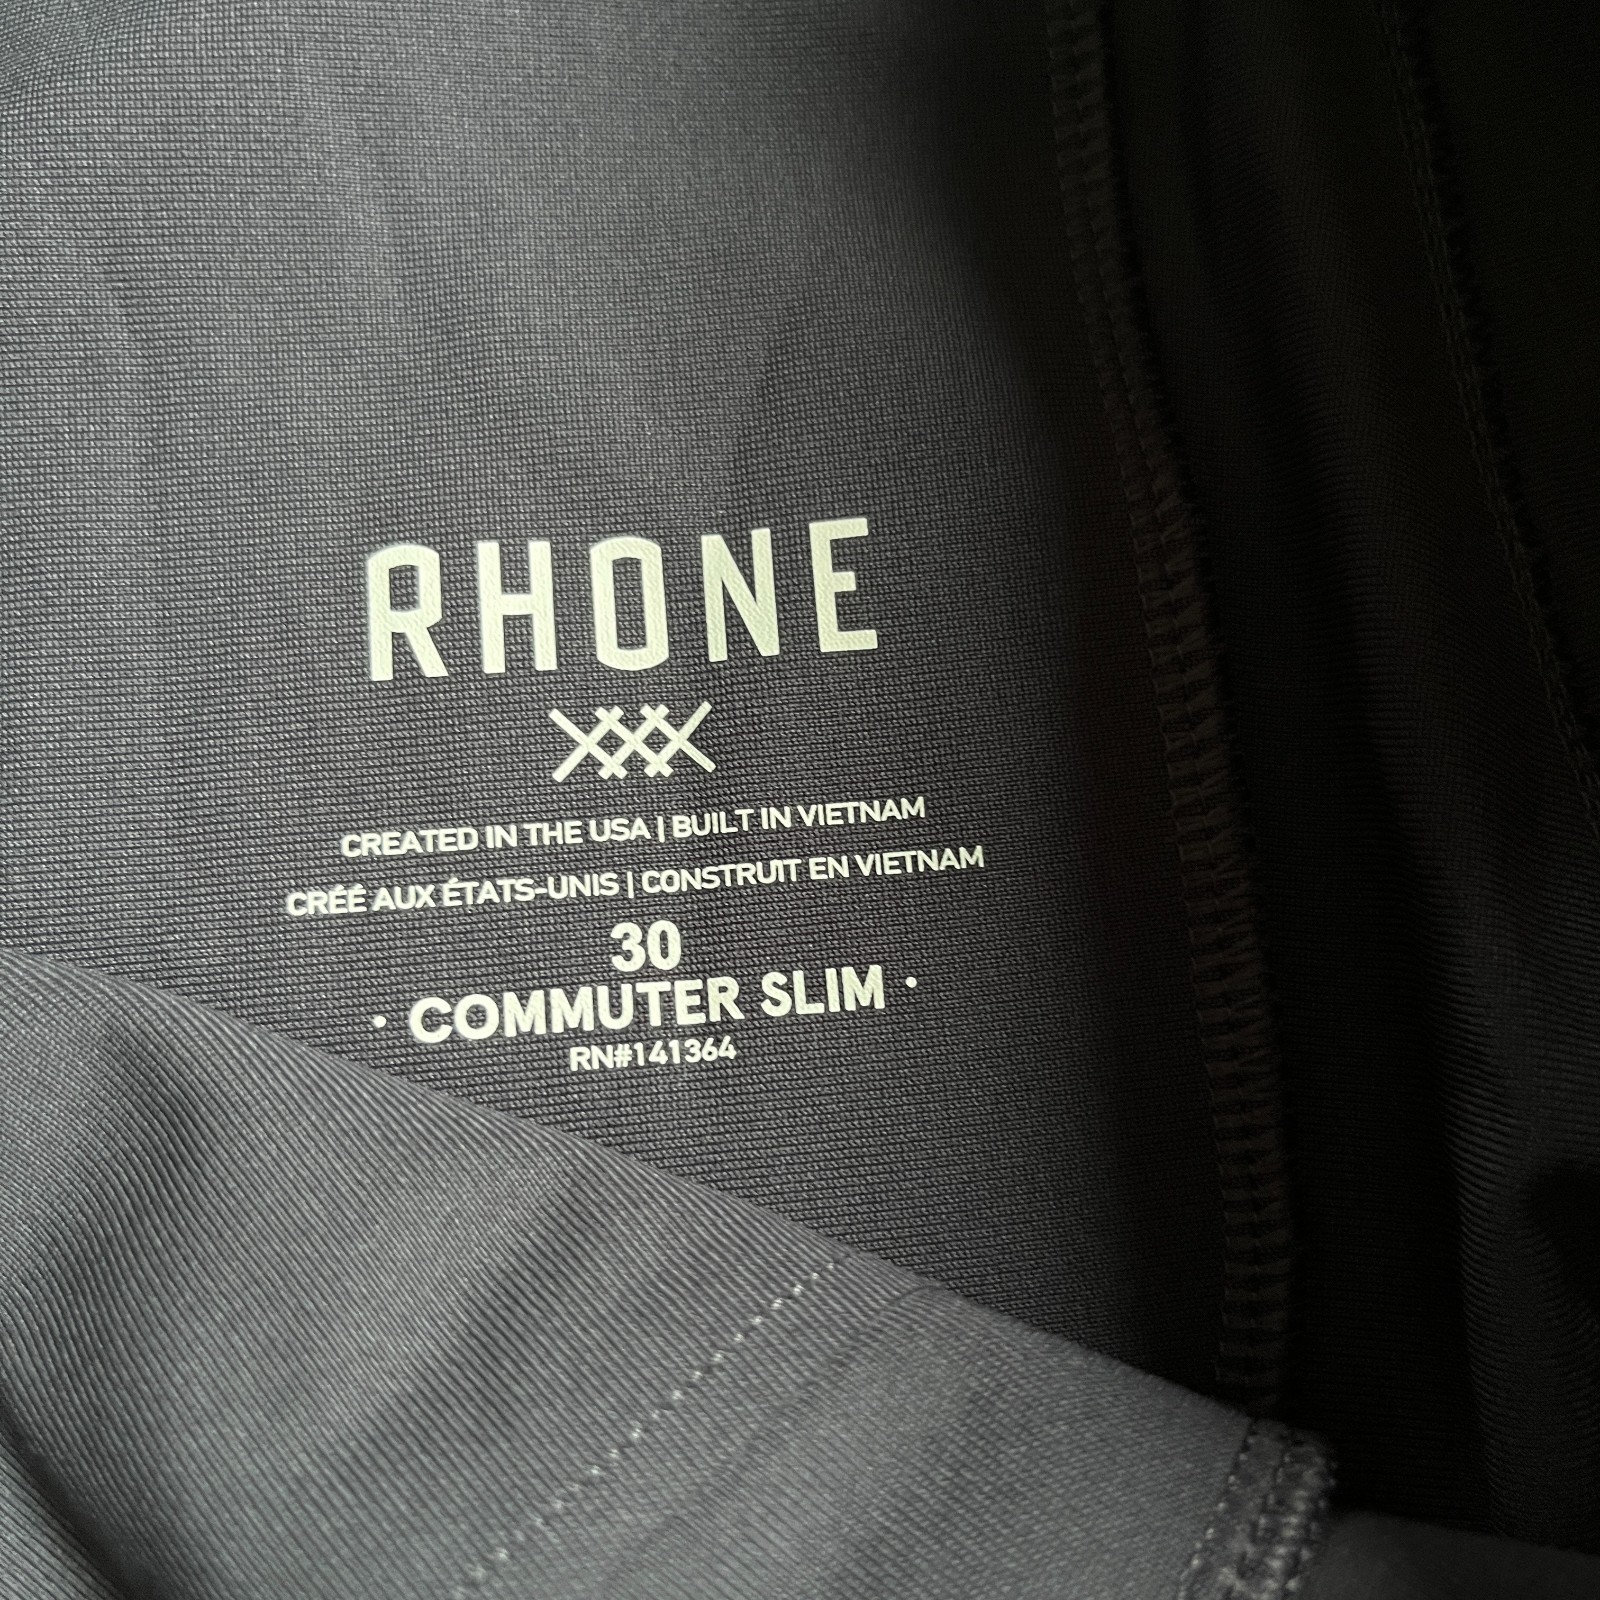 RHONE
CREATED IN THE USA | BUILT IN VIETNAM
CRÉÉ AUX ÉTATS-UNIS | CONSTRUIT EN VIETNAM
30
· COMMUTER SLIM ·
RN#141364